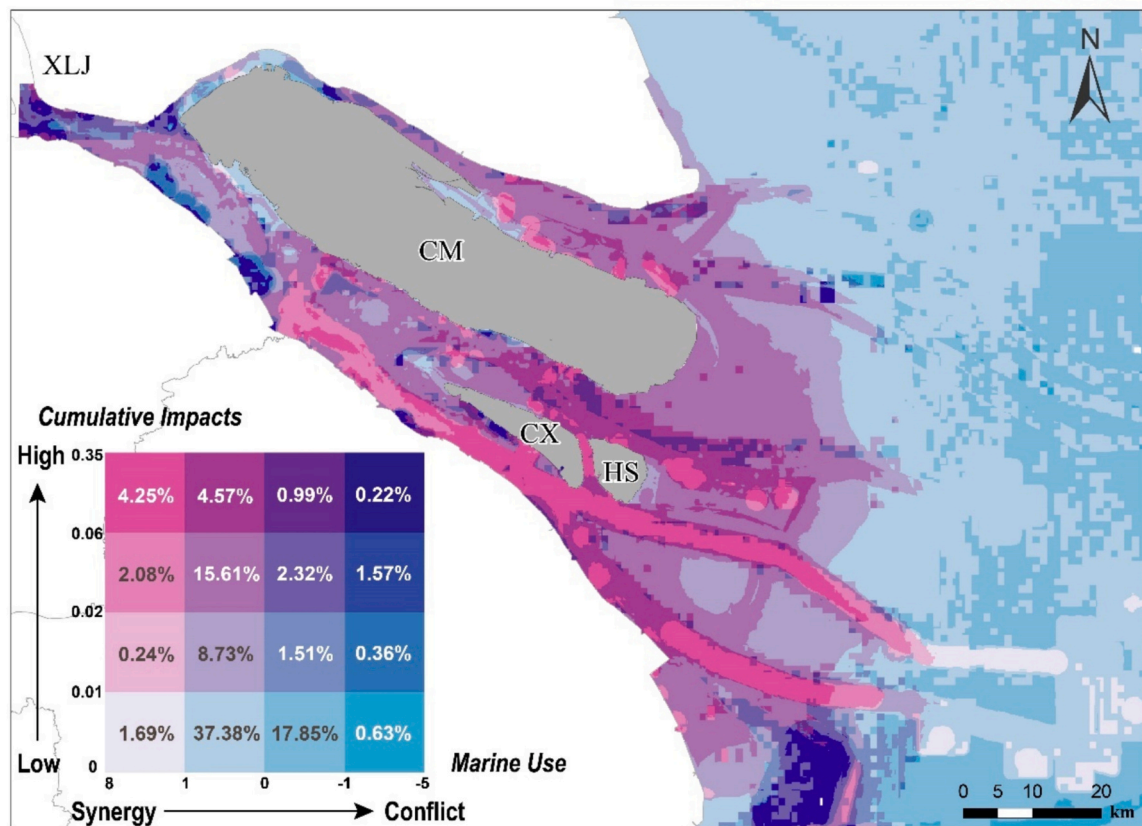 XLJ
N
CM
CX
HS
Cumulative Impacts
High
0.35
4.25% 4.57% 0.99% 0.22%
0.06
2.08% 15.61% 2.32% 1.57%
0.02
0.24% 8.73% 1.51% 0.36%
0.01
1.69% 37.38% 17.85% 0.63%
Low 0
Marine Use
8 1 0 -1 -5
Synergy Conflict
0 5 10 20
km